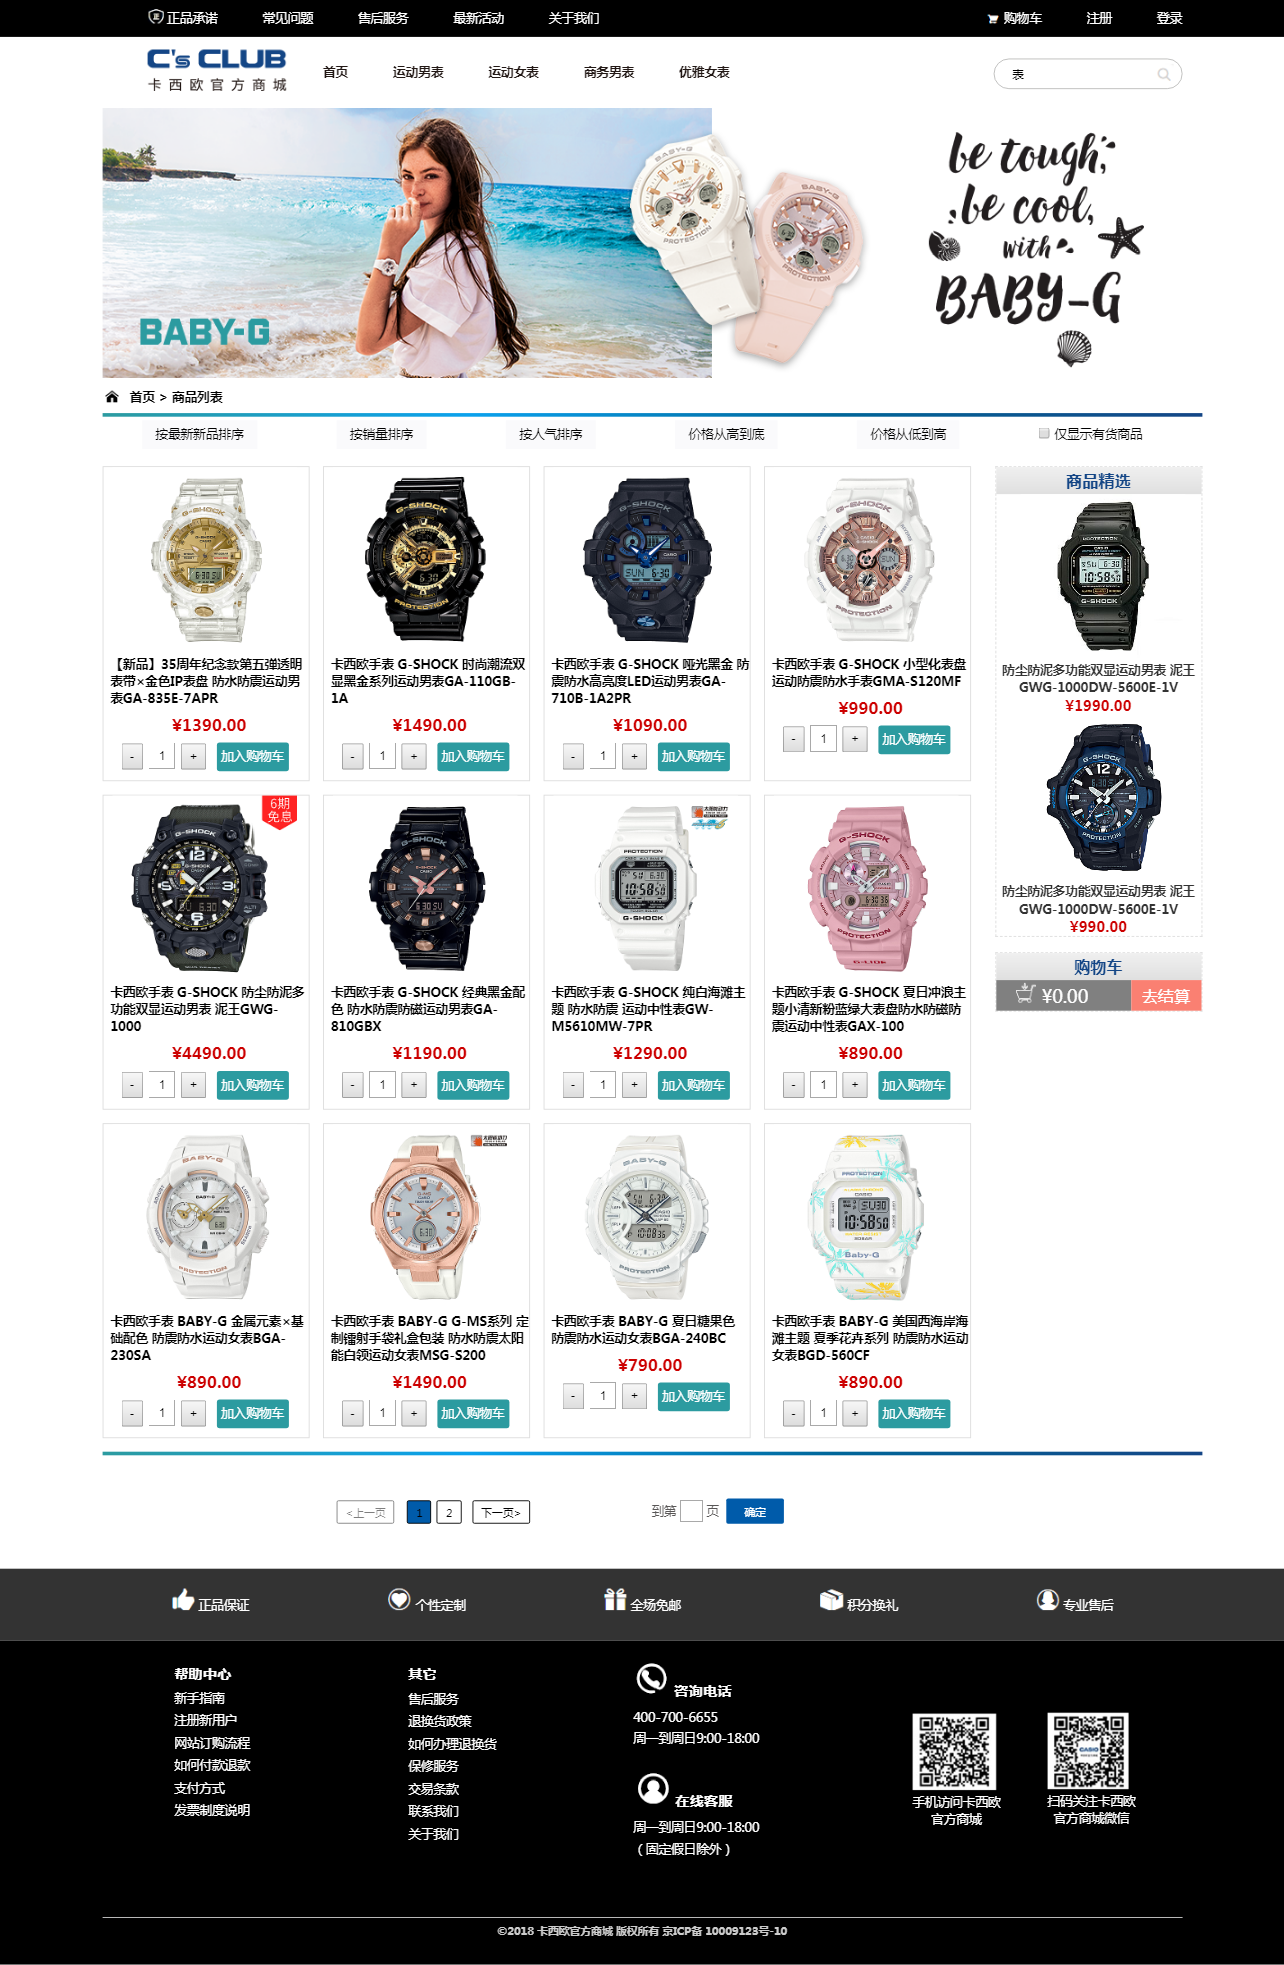 正品承诺 常见问题 售后服务 最新活动 关于我们 购物车 注册 登录
C's CLUB
卡西欧官方商城
首页 运动男表 运动女表 商务男表 优雅女表 表
be tough,
be cool,
with
BABY-G
BABY-G
首页 > 商品列表
按最新新品排序 按销量排序 按人气排序 价格从高到底 价格从低到高 仅显示有货商品
【新品】35周年纪念款第五弹透明
表带×金色IP表盘 防水防震运动男
表GA-835E-7APR
¥1390.00
- 1 + 加入购物车
卡西欧手表 G-SHOCK 时尚潮流双
显黑金系列运动男表GA-110GB-
1A
¥1490.00
- 1 + 加入购物车
卡西欧手表 G-SHOCK 哑光黑金 防
震防水高亮度LED运动男表GA-
710B-1A2PR
¥1090.00
- 1 + 加入购物车
卡西欧手表 G-SHOCK 小型化表盘
运动防震防水手表GMA-S120MF
¥990.00
- 1 + 加入购物车
商品精选
防尘防泥多功能双显运动男表 泥王
GWG-1000DW-5600E-1V
¥1990.00
防尘防泥多功能双显运动男表 泥王
GWG-1000DW-5600E-1V
¥990.00
购物车
¥0.00 去结算
6期
免息
卡西欧手表 G-SHOCK 防尘防泥多
功能双显运动男表 泥王GWG-
1000
¥4490.00
- 1 + 加入购物车
卡西欧手表 G-SHOCK 经典黑金配
色 防水防震防磁运动男表GA-
810GBX
¥1190.00
- 1 + 加入购物车
卡西欧手表 G-SHOCK 纯白海滩主
题 防水防震 运动中性表GW-
M5610MW-7PR
¥1290.00
- 1 + 加入购物车
卡西欧手表 G-SHOCK 夏日冲浪主
题小清新粉蓝绿大表盘防水防磁防
震运动中性表GAX-100
¥890.00
- 1 + 加入购物车
卡西欧手表 BABY-G 金属元素×基
础配色 防震防水运动女表BGA-
230SA
¥890.00
- 1 + 加入购物车
卡西欧手表 BABY-G G-MS系列 定
制镭射手袋礼盒包装 防水防震太阳
能白领运动女表MSG-S200
¥1490.00
- 1 + 加入购物车
卡西欧手表 BABY-G 夏日糖果色
防震防水运动女表BGA-240BC
¥790.00
- 1 + 加入购物车
卡西欧手表 BABY-G 美国西海岸海
滩主题 夏季花卉系列 防震防水运动
女表BGD-560CF
¥890.00
- 1 + 加入购物车
<上一页 1 2 下一页> 到第 页 确定
正品保证 个性定制 全场免邮 积分换礼 专业售后
帮助中心
新手指南
注册新用户
网站订购流程
如何付款退款
支付方式
发票制度说明
其它
售后服务
退换货政策
如何办理退换货
保修服务
交易条款
联系我们
关于我们
咨询电话
400-700-6655
周一到周日9:00-18:00
在线客服
周一到周日9:00-18:00
（固定假日除外）
手机访问卡西欧
官方商城
扫码关注卡西欧
官方商城微信
©2018 卡西欧官方商城 版权所有 京ICP备 10009123号-10